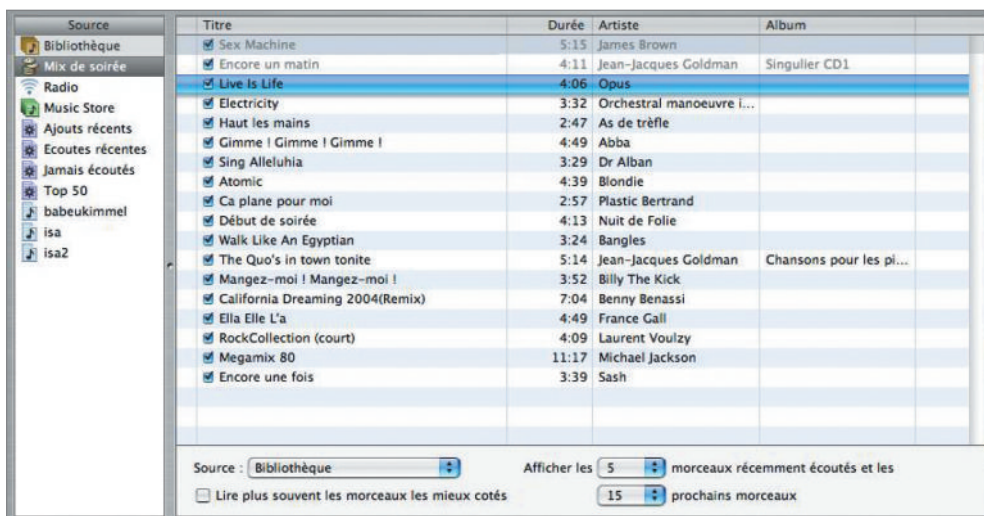 Source
Bibliothèque
Mix de soirée
Radio
Music Store
Ajouts récents
Ecoutes récentes
Jamais écoutés
Top 50
babeukimmel
isa
isa2
Titre Durée Artiste Album
Sex Machine 5:15 James Brown
Encore un matin 4:11 Jean-Jacques Goldman Singulier CD1
Live Is Life 4:06 Opus
Electricity 3:32 Orchestral manoeuvre i...
Haut les mains 2:47 As de trèfle
Gimme ! Gimme ! Gimme ! 4:49 Abba
Sing Alleluhia 3:29 Dr Alban
Atomic 4:39 Blondie
Ca plane pour moi 2:57 Plastic Bertrand
Début de soirée 4:13 Nuit de Folie
Walk Like An Egyptian 3:24 Bangles
The Quo's in town tonite 5:14 Jean-Jacques Goldman Chansons pour les pi...
Mangez-moi ! Mangez-moi ! 3:52 Billy The Kick
California Dreaming 2004(Remix) 7:04 Benny Benassi
Ella Elle L'a 4:49 France Gall
RockCollection (court) 4:09 Laurent Voulzy
Megamix 80 11:17 Michael Jackson
Encore une fois 3:39 Sash
Source : Bibliothèque Afficher les 5 morceaux récemment écoutés et les
Lire plus souvent les morceaux les mieux cotés 15 prochains morceaux